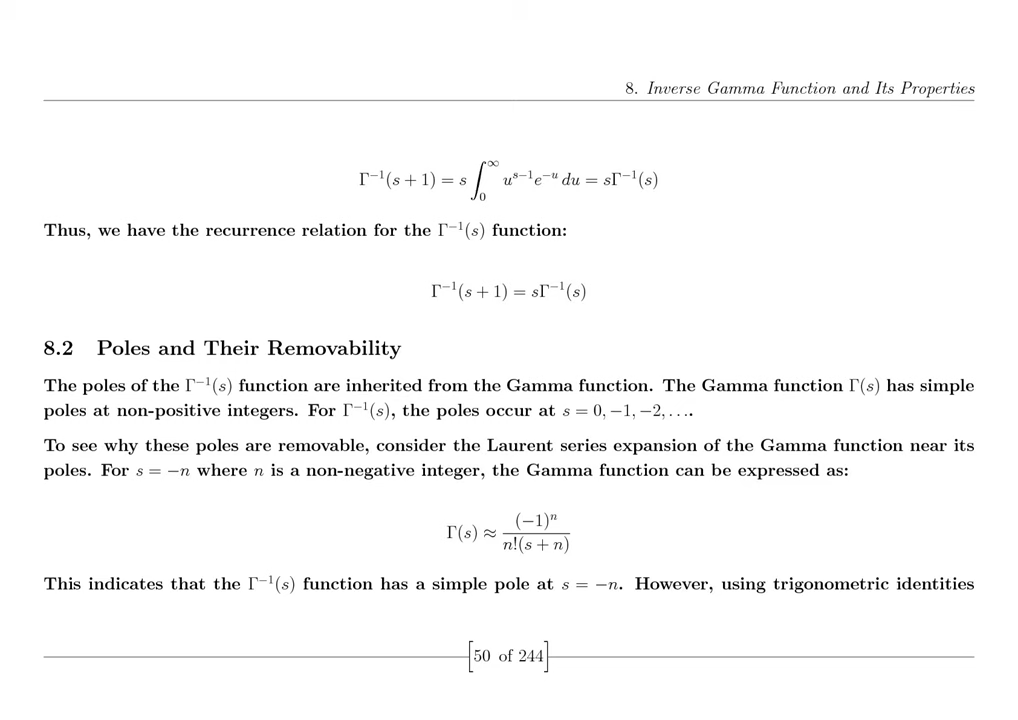 8. Inverse Gamma Function and Its Properties
Γ⁻¹(s + 1) = s ∫₀^∞ u^{s−1}e^{−u} du = sΓ⁻¹(s)
Thus, we have the recurrence relation for the Γ⁻¹(s) function:
Γ⁻¹(s + 1) = sΓ⁻¹(s)
8.2 Poles and Their Removability
The poles of the Γ⁻¹(s) function are inherited from the Gamma function. The Gamma function Γ(s) has simple
poles at non-positive integers. For Γ⁻¹(s), the poles occur at s = 0, −1, −2, . . ..
To see why these poles are removable, consider the Laurent series expansion of the Gamma function near its
poles. For s = −n where n is a non-negative integer, the Gamma function can be expressed as:
Γ(s) ≈ (−1)ⁿ / n!(s + n)
This indicates that the Γ⁻¹(s) function has a simple pole at s = −n. However, using trigonometric identities
[50 of 244]